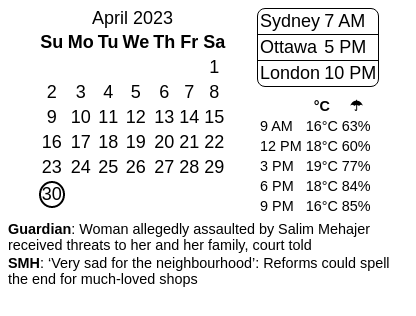 April 2023
Su Mo Tu We Th Fr Sa
1
2 3 4 5 6 7 8
9 10 11 12 13 14 15
16 17 18 19 20 21 22
23 24 25 26 27 28 29
30
Sydney 7 AM
Ottawa 5 PM
London 10 PM
°C ☂
9 AM 16°C 63%
12 PM 18°C 60%
3 PM 19°C 77%
6 PM 18°C 84%
9 PM 16°C 85%
Guardian: Woman allegedly assaulted by Salim Mehajer
received threats to her and her family, court told
SMH: ‘Very sad for the neighbourhood’: Reforms could spell
the end for much-loved shops